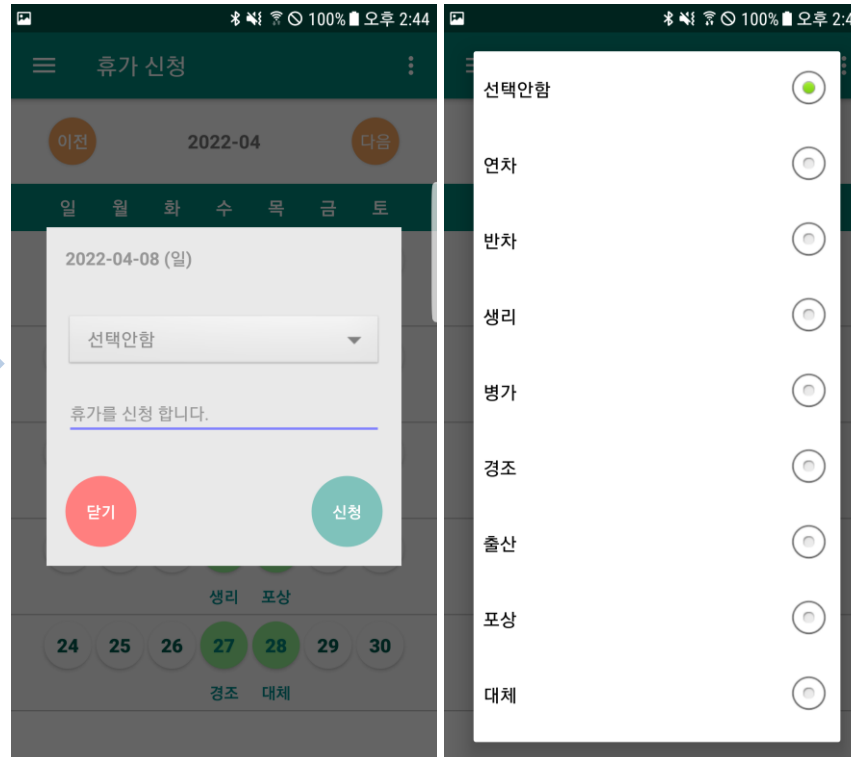 100% 오후 2:44
휴가 신청
이전 2022-04 다음
일 월 화 수 목 금 토
2022-04-08 (일)
선택안함
휴가를 신청 합니다.
닫기 신청
생리 포상
24 25 26 27 28 29 30
경조 대체
100% 오후 2:4
선택안함
연차
반차
생리
병가
경조
출산
포상
대체